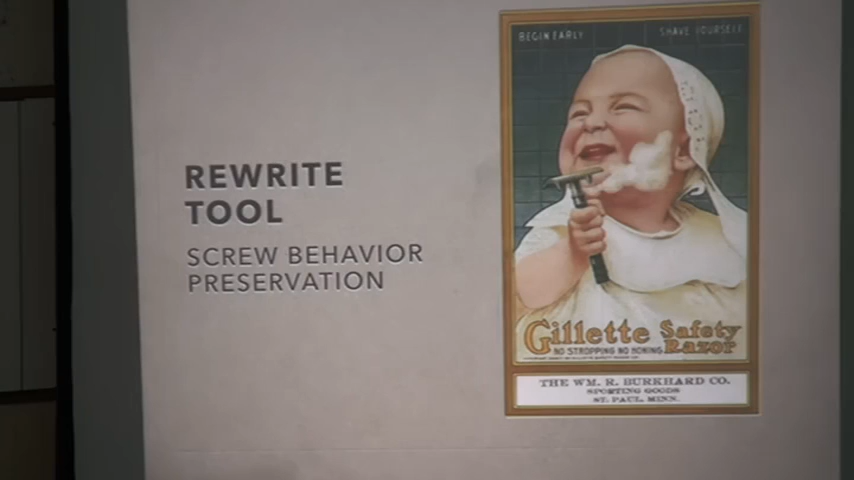 REWRITE
TOOL
SCREW BEHAVIOR
PRESERVATION
BEGIN EARLY
SHAVE YOURSELF
Gillette Safety
Razor
NO STROPPING NO HONING
THE WM. R. BURKHARD CO.
SPORTING GOODS
ST. PAUL, MINN.